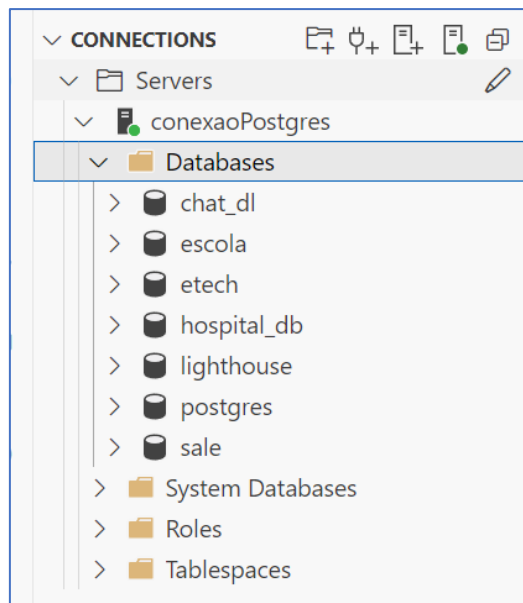 CONNECTIONS
Servers
conexaoPostgres
Databases
chat_dl
escola
etech
hospital_db
lighthouse
postgres
sale
System Databases
Roles
Tablespaces